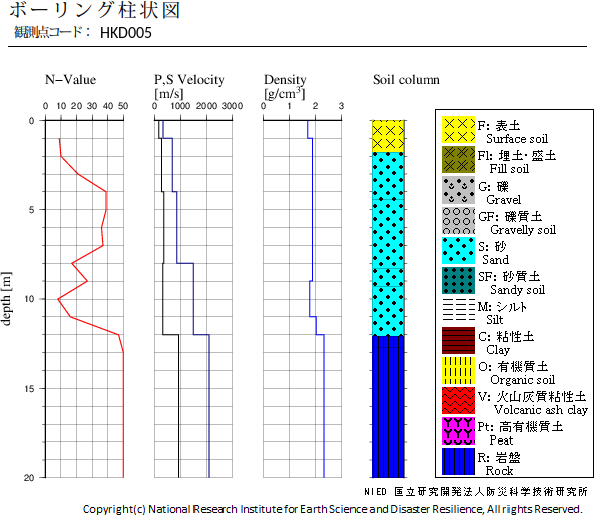 ボーリング柱状図
観測点コード： HKD005
N−Value
P,S Velocity
[m/s]
Density
[g/cm3]
Soil column
0 10 20 30 40 50
0 1000 2000 3000
0 1 2 3
0
5
10
15
20
depth [m]
F: 表土
Surface soil
Fl: 埋土・盛土
Fill soil
G: 礫
Gravel
GF: 礫質土
Gravelly soil
S: 砂
Sand
SF: 砂質土
Sandy soil
M: シルト
Silt
C: 粘性土
Clay
O: 有機質土
Organic soil
V: 火山灰質粘性土
Volcanic ash clay
Pt: 高有機質土
Peat
R: 岩盤
Rock
NIED 国立研究開発法人防災科学技術研究所
Copyright(c) National Research Institute for Earth Science and Disaster Resilience, All rights Reserved.